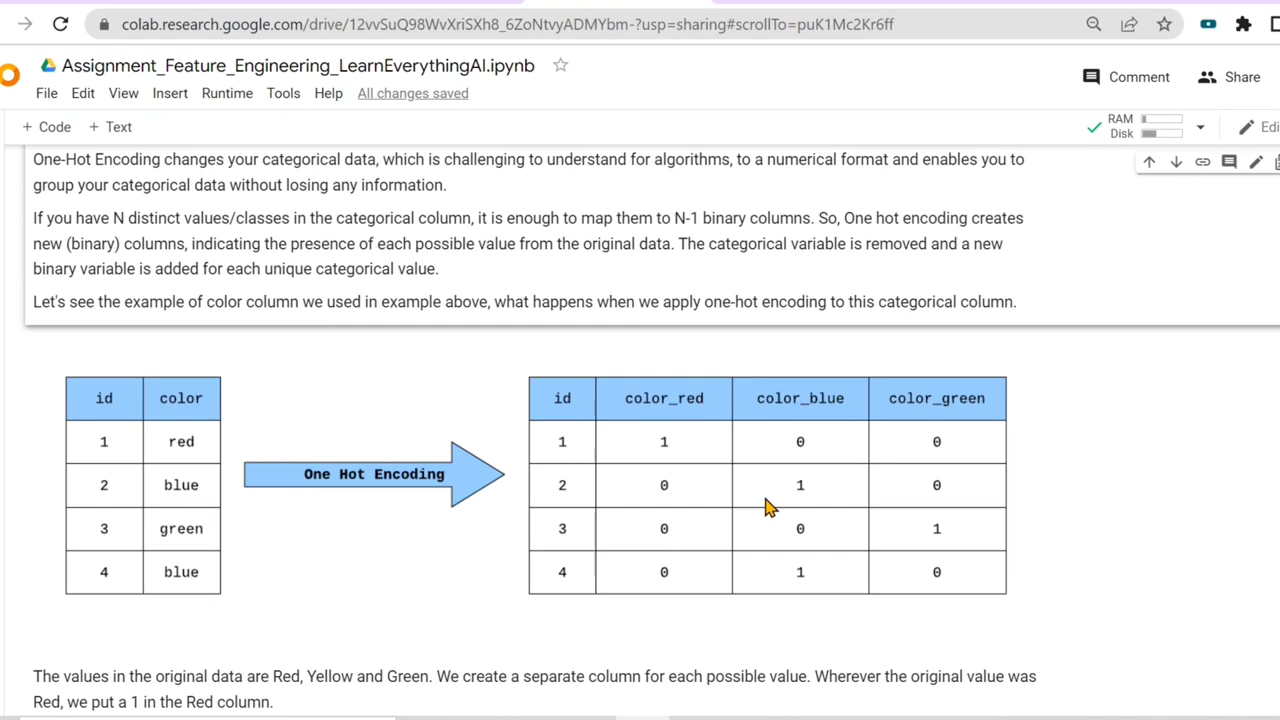 colab.research.google.com/drive/12vvSuQ98WvXriSXh8_6ZoNtvyADMYbm-?usp=sharing#scrollTo=puK1Mc2Kr6ff
Assignment_Feature_Engineering_LearnEverythingAI.ipynb
Comment
Share
File Edit View Insert Runtime Tools Help All changes saved
+ Code + Text
RAM
Disk
One-Hot Encoding changes your categorical data, which is challenging to understand for algorithms, to a numerical format and enables you to
group your categorical data without losing any information.
If you have N distinct values/classes in the categorical column, it is enough to map them to N-1 binary columns. So, One hot encoding creates
new (binary) columns, indicating the presence of each possible value from the original data. The categorical variable is removed and a new
binary variable is added for each unique categorical value.
Let's see the example of color column we used in example above, what happens when we apply one-hot encoding to this categorical column.
id color
1 red
2 blue
3 green
4 blue
One Hot Encoding
id color_red color_blue color_green
1 1 0 0
2 0 1 0
3 0 0 1
4 0 1 0
The values in the original data are Red, Yellow and Green. We create a separate column for each possible value. Wherever the original value was
Red, we put a 1 in the Red column.